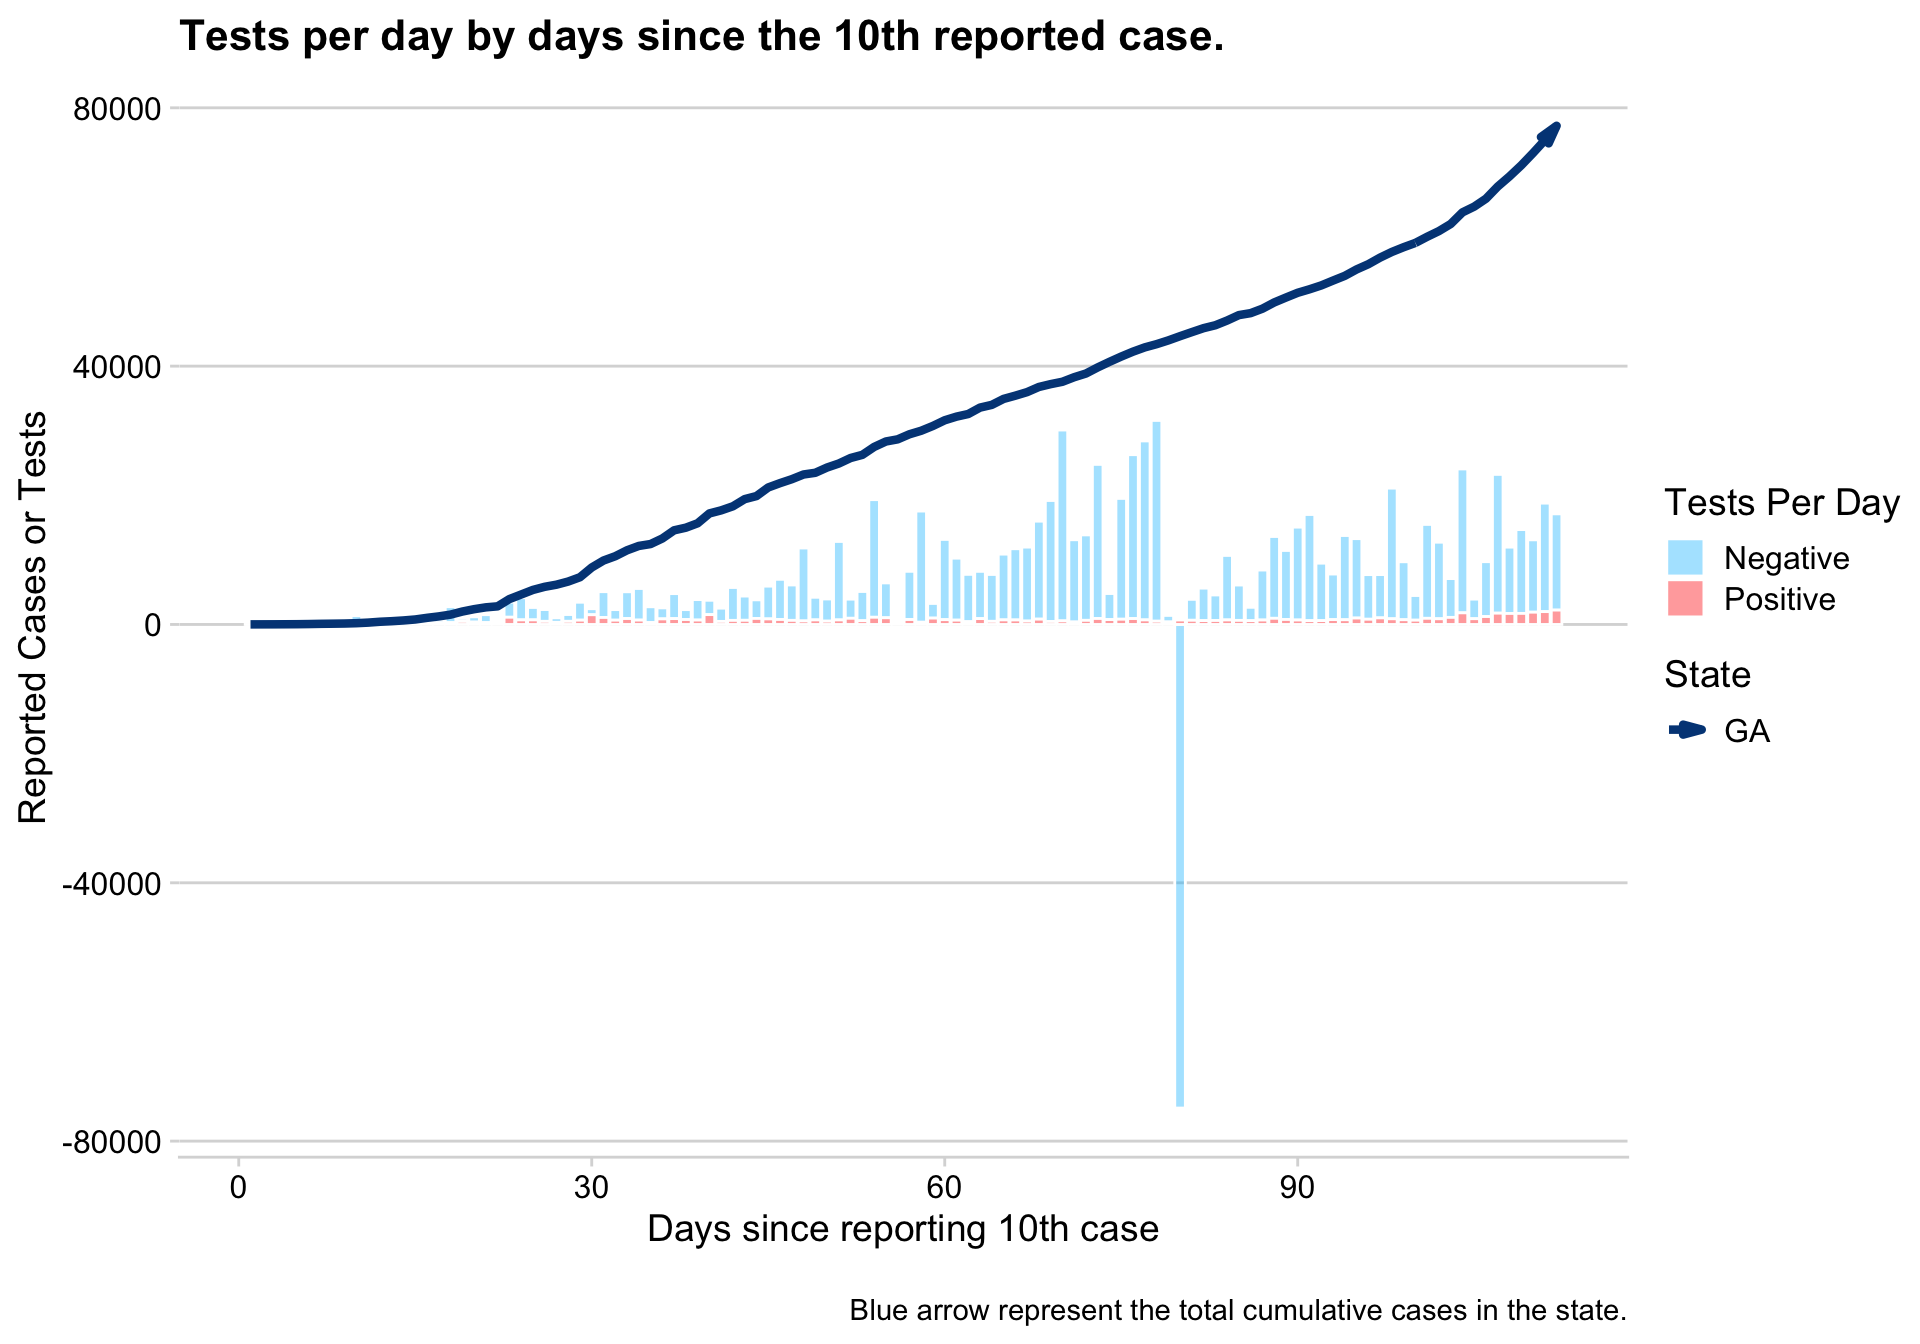 Tests per day by days since the 10th reported case.
80000
40000
0
-40000
-80000
Reported Cases or Tests
0 30 60 90
Days since reporting 10th case
Tests Per Day
Negative
Positive
State
GA
Blue arrow represent the total cumulative cases in the state.